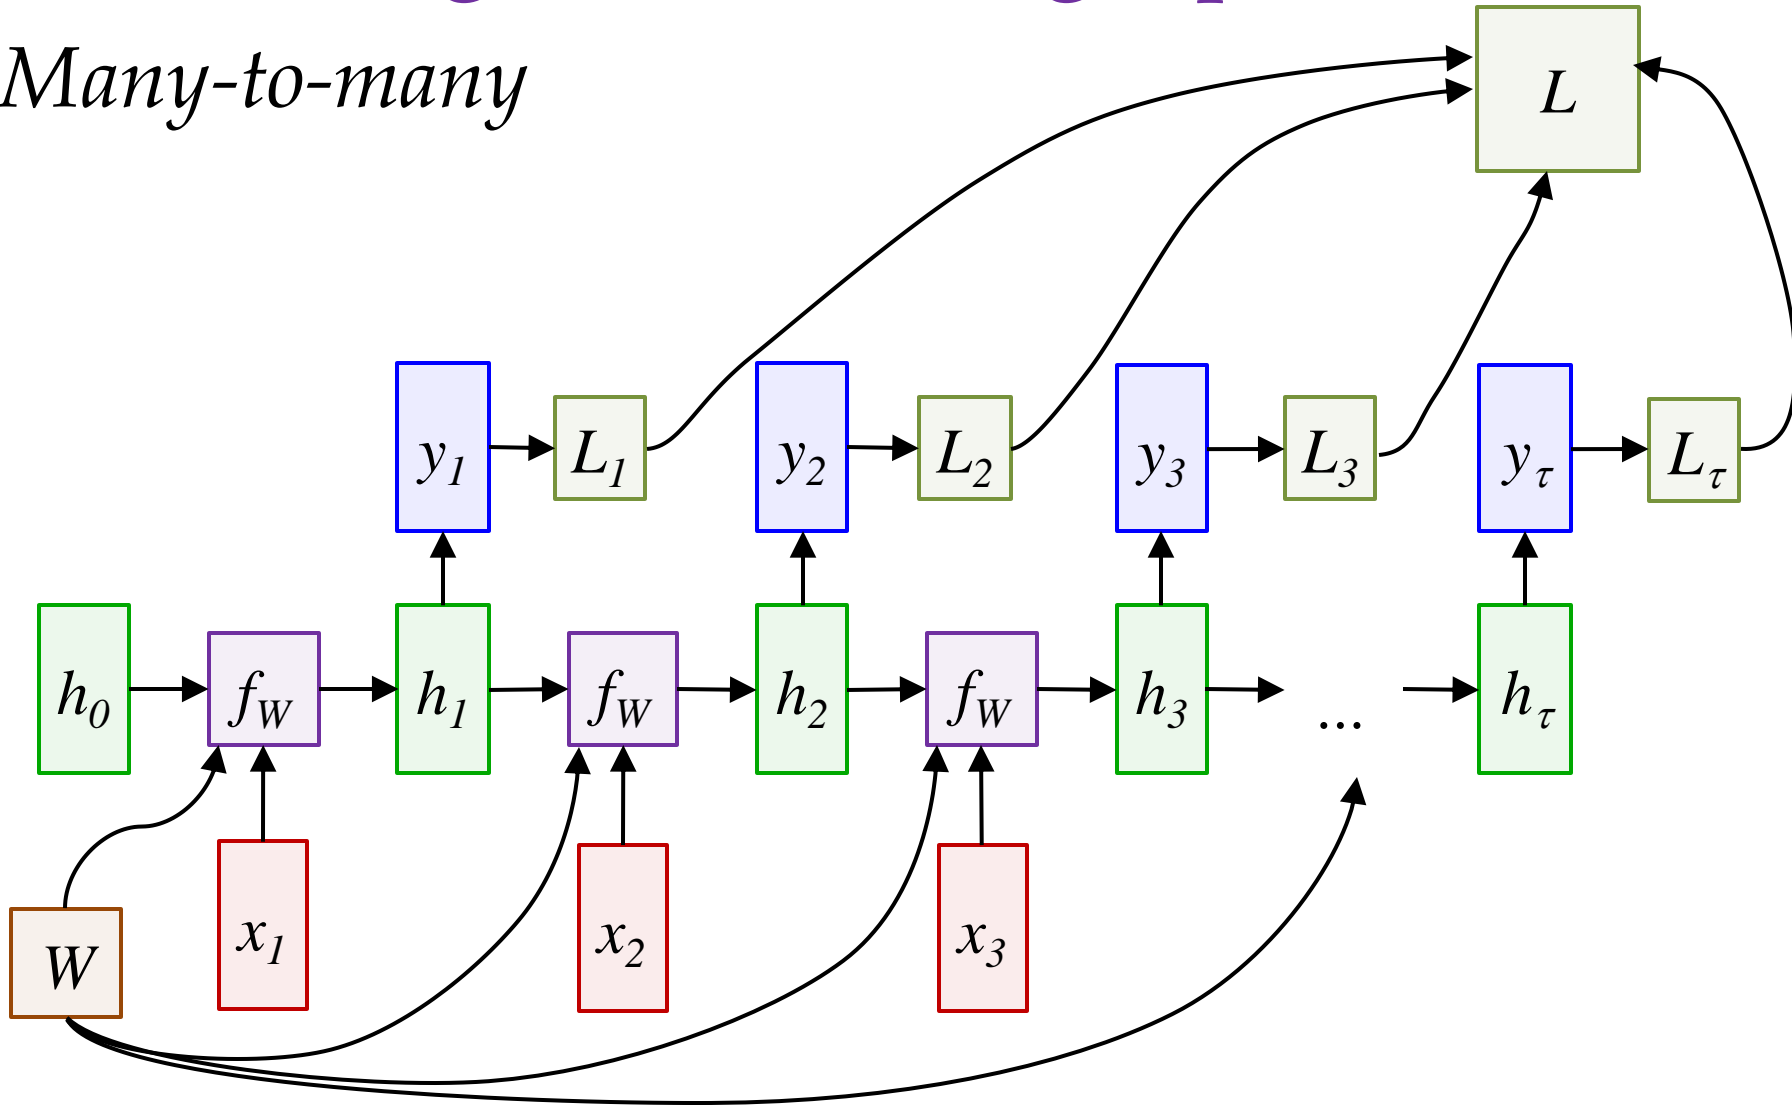 Many-to-many
L
y1 L1 y2 L2 y3 L3 yτ Lτ
h0 fW h1 fW h2 fW h3 ... hτ
x1 x2 x3
W